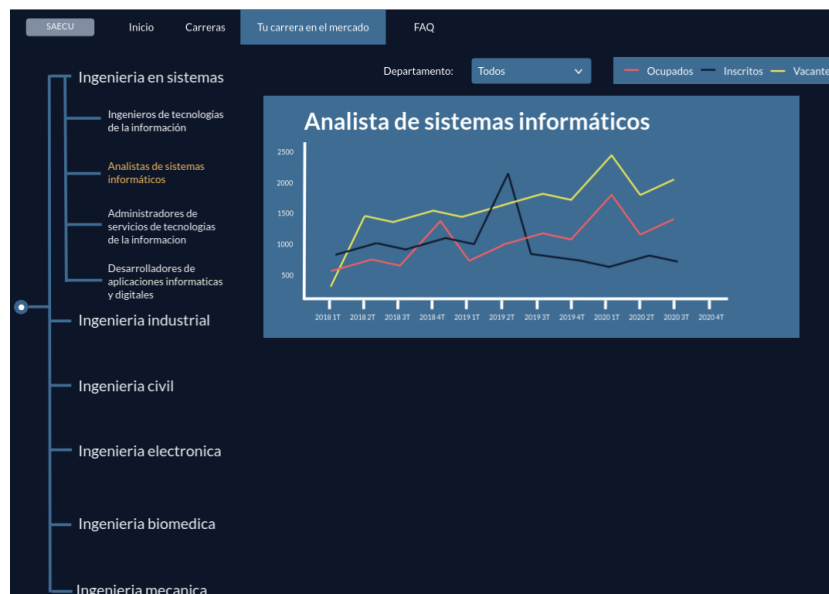 SAECU
Inicio
Carreras
Tu carrera en el mercado
FAQ
Departamento:
Todos
Ocupados
Inscritos
Vacante
Ingenieria en sistemas
Ingenieros de tecnologías
de la información
Analistas de sistemas
informáticos
Administradores de
servicios de tecnologias
de la informacion
Desarrolladores de
aplicaciones informaticas
y digitales
Ingenieria industrial
Ingenieria civil
Ingenieria electronica
Ingenieria biomedica
Ingenieria mecanica
Analista de sistemas informáticos
2500
2000
1500
1000
500
2018 1T
2018 2T
2018 3T
2018 4T
2019 1T
2019 2T
2019 3T
2019 4T
2020 1T
2020 2T
2020 3T
2020 4T